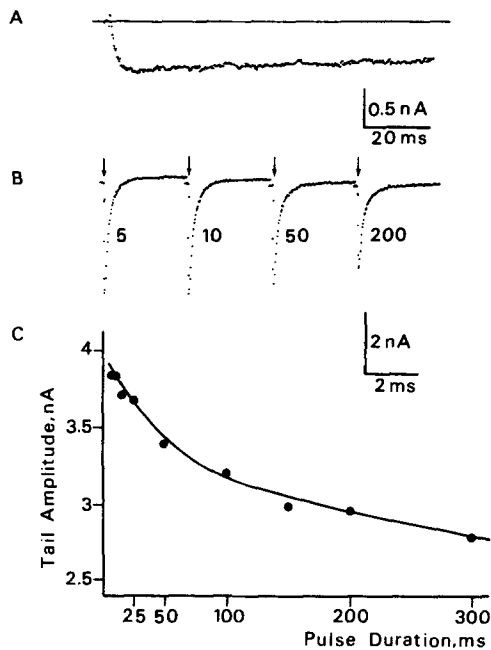 A
0.5 nA
20 ms
B
5 10 50 200
2 nA
2 ms
C
Tail Amplitude, nA
4
3.5
3
2.5
25 50 100 200 300
Pulse Duration, ms